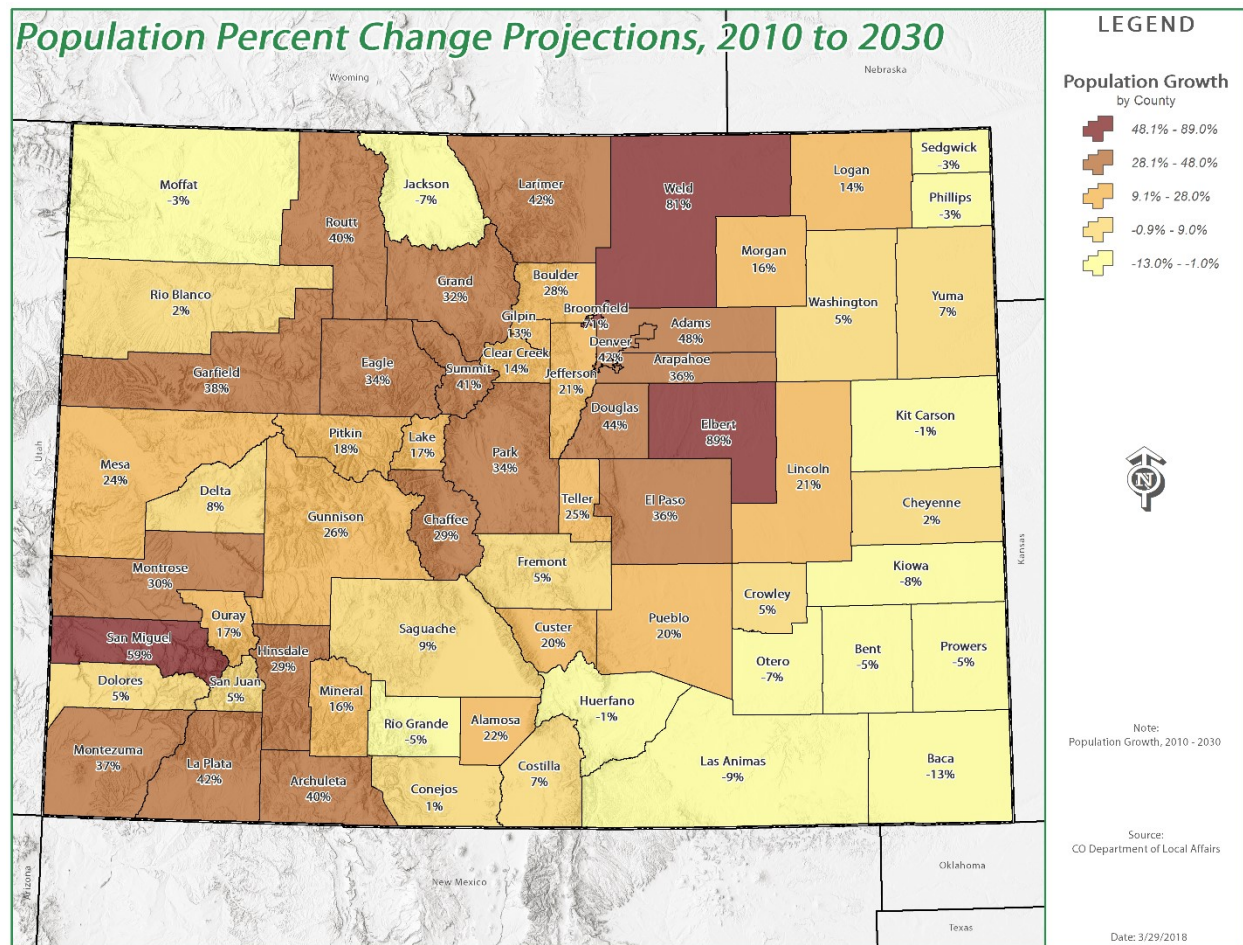 Population Percent Change Projections, 2010 to 2030
LEGEND
Population Growth
by County
48.1% - 89.0%
28.1% - 48.0%
9.1% - 28.0%
-0.9% - 9.0%
-13.0% - -1.0%
Wyoming
Nebraska
Utah
Kansas
Arizona
New Mexico
Oklahoma
Texas
Moffat
-3%
Routt
40%
Jackson
-7%
Larimer
42%
Weld
81%
Logan
14%
Sedgwick
-3%
Phillips
-3%
Morgan
16%
Washington
5%
Yuma
7%
Rio Blanco
2%
Grand
32%
Boulder
28%
Broomfield
71%
Gilpin
13%
Clear Creek
14%
Jefferson
21%
Denver
42%
Adams
48%
Arapahoe
36%
Garfield
38%
Eagle
34%
Summit
41%
Douglas
44%
Elbert
89%
Kit Carson
-1%
Mesa
24%
Pitkin
18%
Lake
17%
Park
34%
Lincoln
21%
Delta
8%
Gunnison
26%
Chaffee
29%
Teller
25%
El Paso
36%
Cheyenne
2%
Montrose
30%
Fremont
5%
Kiowa
-8%
Ouray
17%
Saguache
9%
Custer
20%
Pueblo
20%
Crowley
5%
San Miguel
59%
Hinsdale
29%
Otero
-7%
Bent
-5%
Prowers
-5%
Dolores
5%
San Juan
5%
Mineral
16%
Rio Grande
-5%
Alamosa
22%
Huerfano
-1%
Montezuma
37%
La Plata
42%
Archuleta
40%
Conejos
1%
Costilla
7%
Las Animas
-9%
Baca
-13%
N
Note:
Population Growth, 2010 - 2030
Source:
CO Department of Local Affairs
Date: 3/29/2018